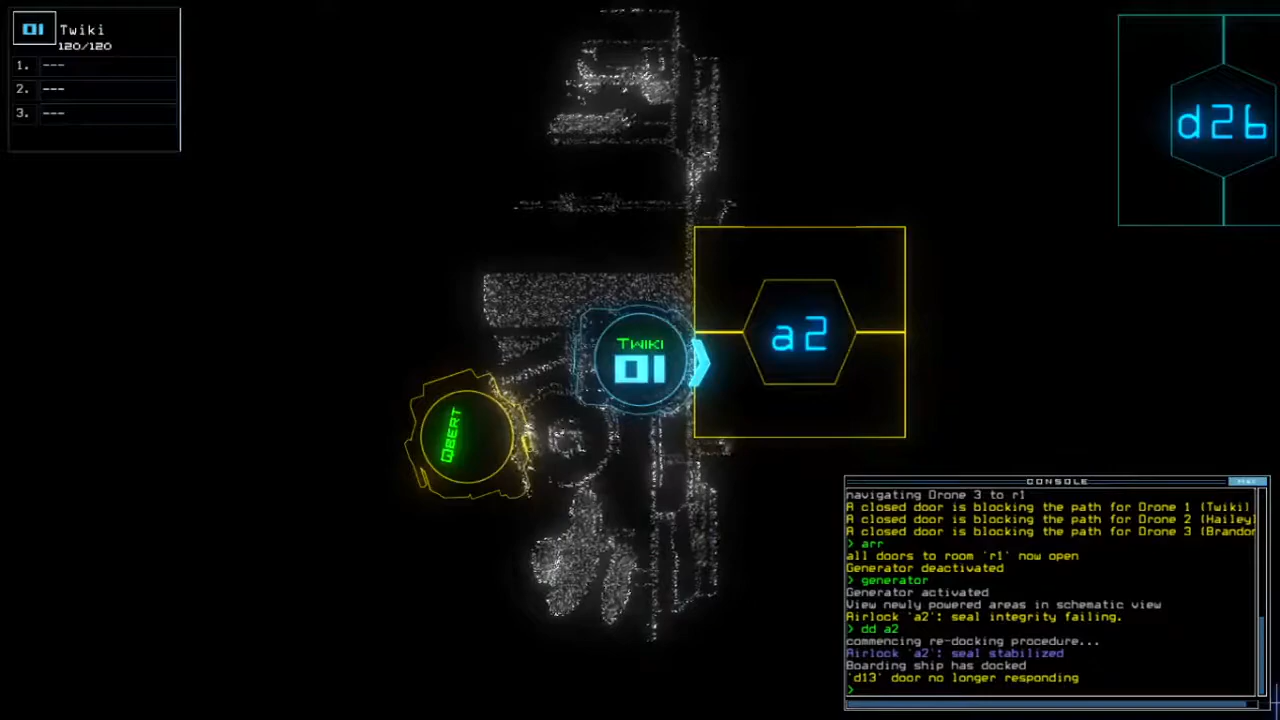 01 Twiki
120/120
1. ---
2. ---
3. ---
d26
a2
TWIKI
01
QBERT
CONSOLE
navigating Drone 3 to r1
A closed door is blocking the path for Drone 1 (Twiki)
A closed door is blocking the path for Drone 2 (Hailey
A closed door is blocking the path for Drone 3 (Brandon
> arr
all doors to room 'r1' now open
Generator deactivated
> generator
Generator activated
View newly powered areas in schematic view
Airlock 'a2': seal integrity failing.
> dd a2
commencing re-docking procedure...
Airlock 'a2': seal stabilized
Boarding ship has docked
'd13' door no longer responding
>